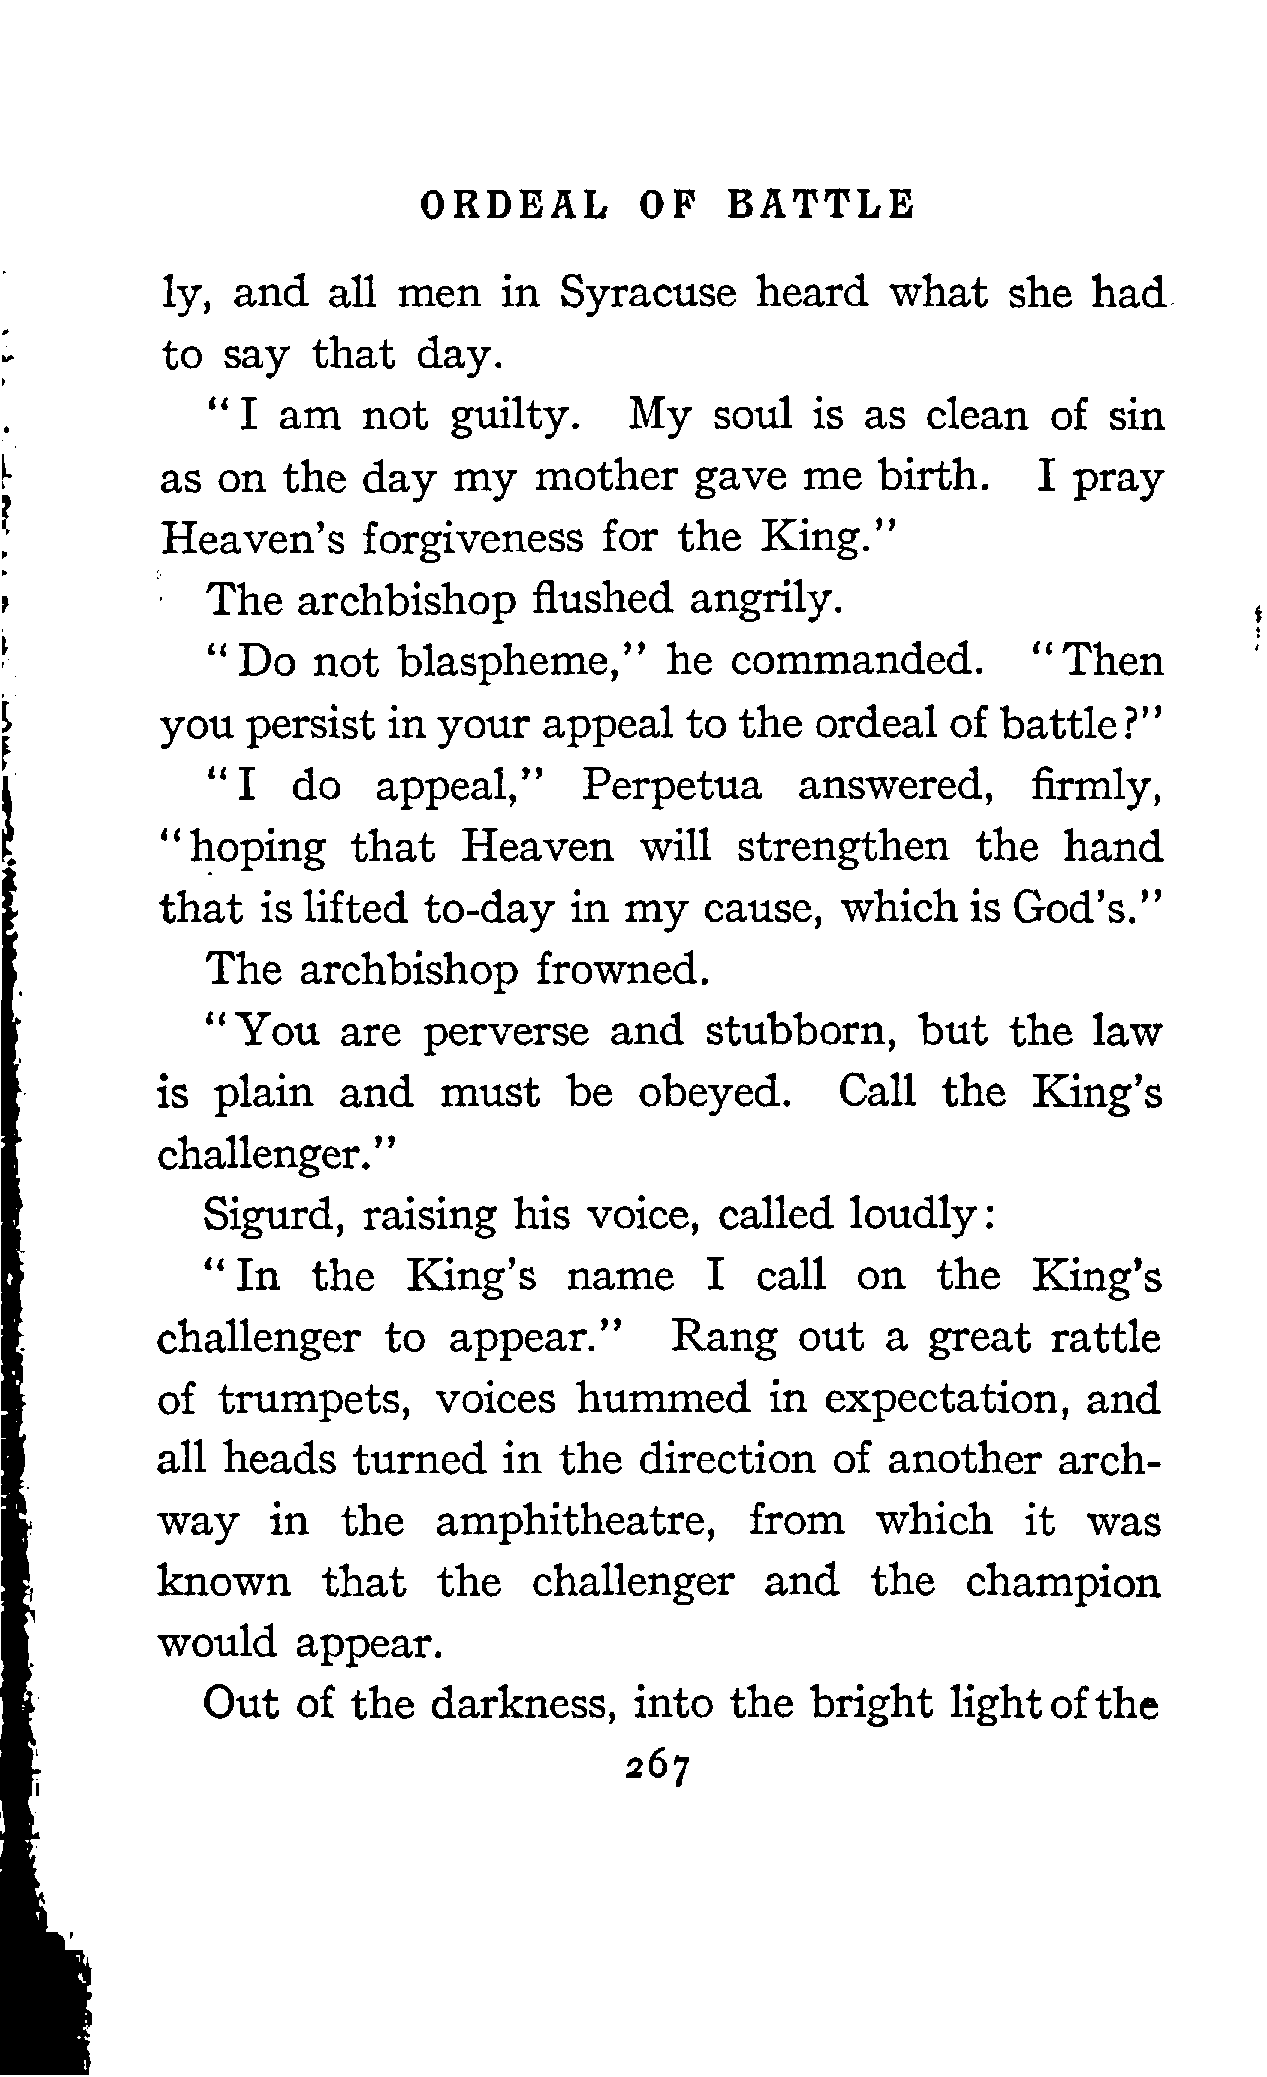 ORDEAL OF BATTLE
ly, and all men in Syracuse heard what she had
to say that day.
"I am not guilty. My soul is as clean of sin
as on the day my mother gave me birth. I pray
Heaven's forgiveness for the King."
The archbishop flushed angrily.
"Do not blaspheme," he commanded. "Then
you persist in your appeal to the ordeal of battle?"
"I do appeal," Perpetua answered, firmly,
"hoping that Heaven will strengthen the hand
that is lifted to-day in my cause, which is God's."
The archbishop frowned.
"You are perverse and stubborn, but the law
is plain and must be obeyed. Call the King's
challenger."
Sigurd, raising his voice, called loudly:
"In the King's name I call on the King's
challenger to appear." Rang out a great rattle
of trumpets, voices hummed in expectation, and
all heads turned in the direction of another arch-
way in the amphitheatre, from which it was
known that the challenger and the champion
would appear.
Out of the darkness, into the bright light of the
267